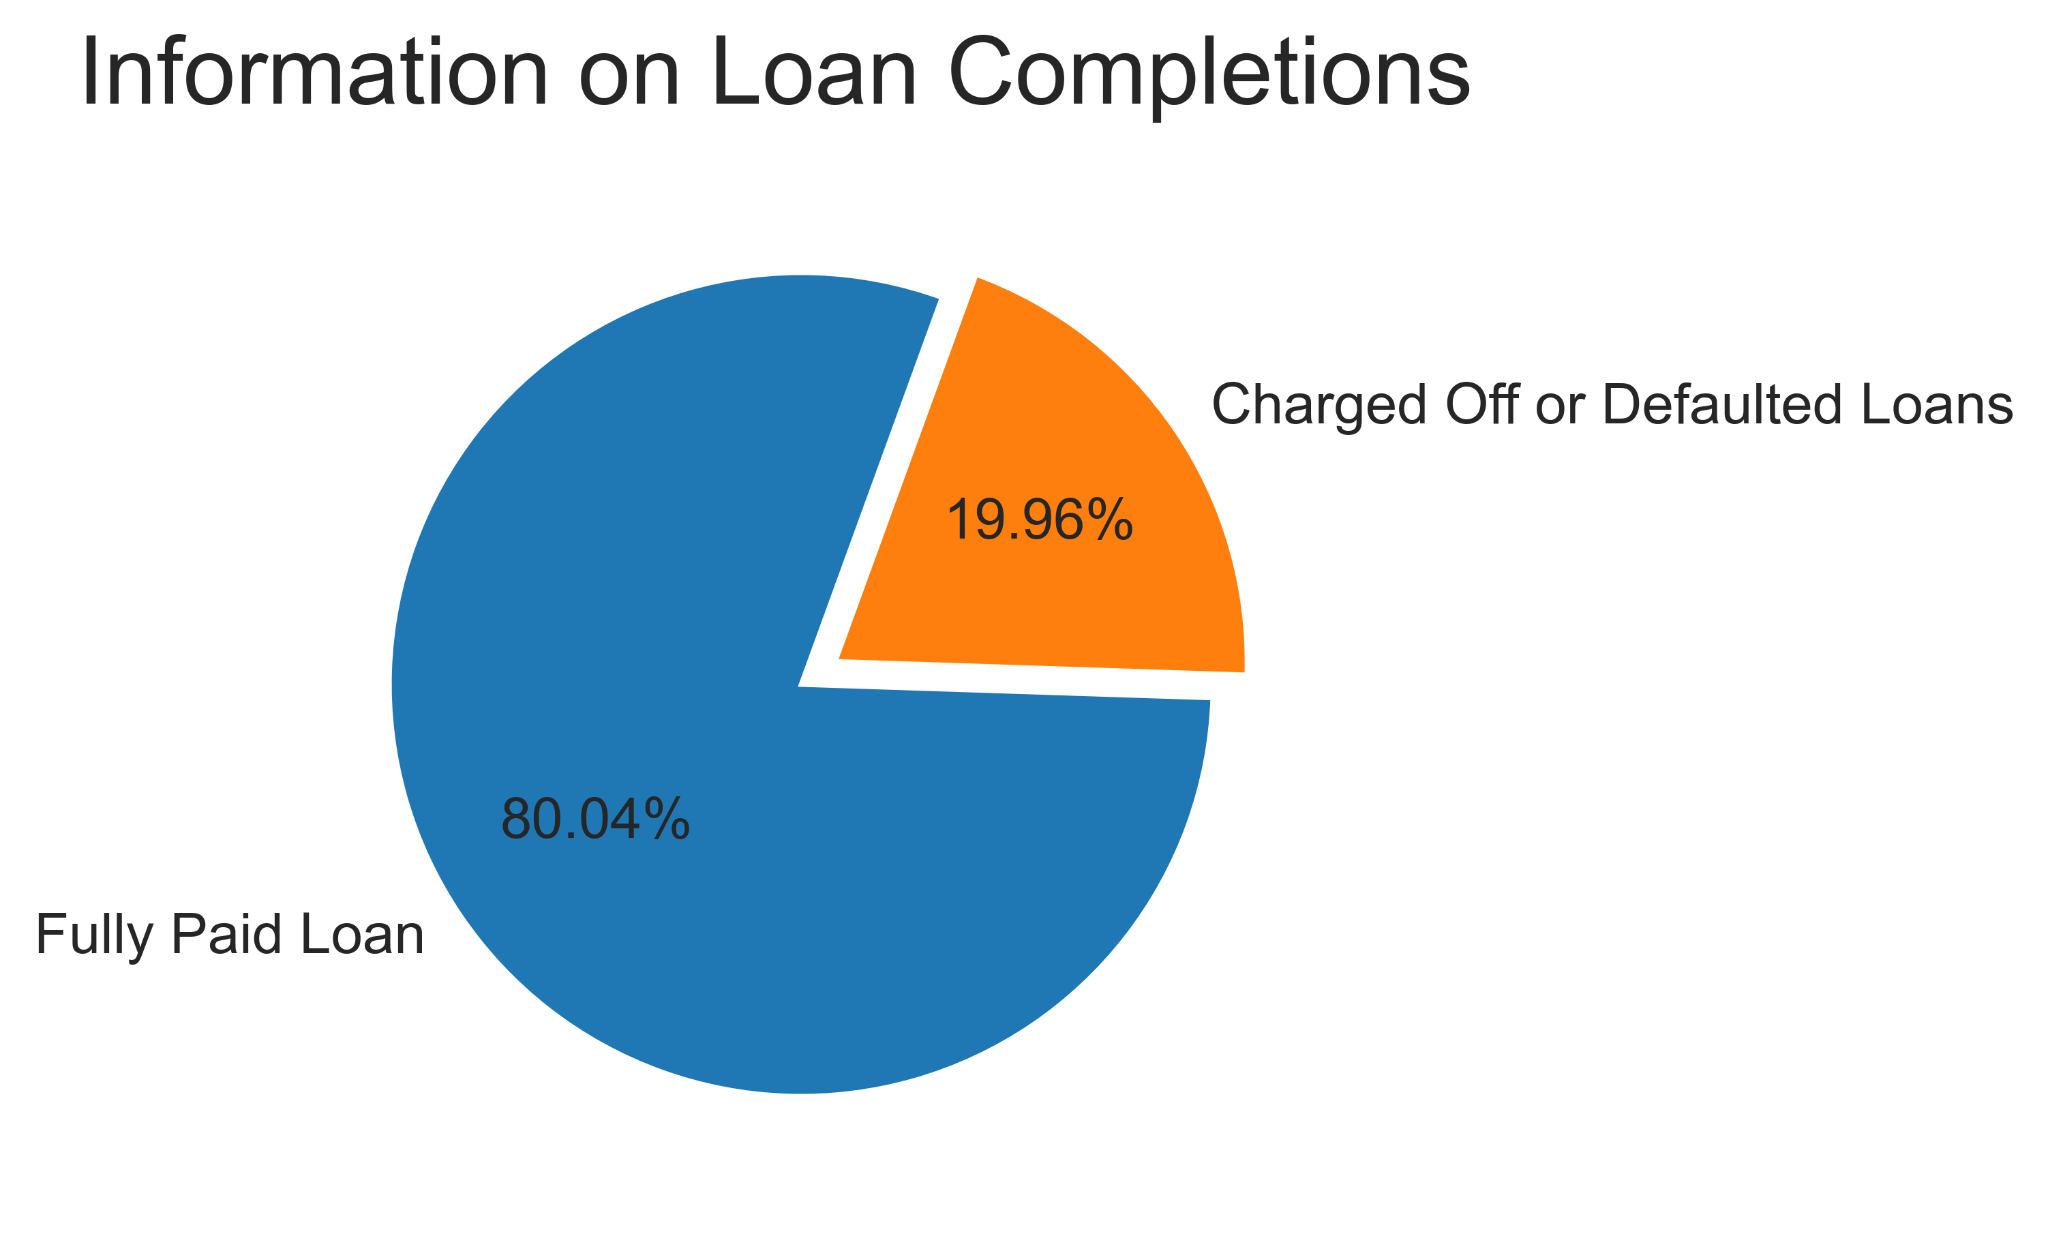 Information on Loan Completions
Charged Off or Defaulted Loans
19.96%
80.04%
Fully Paid Loan